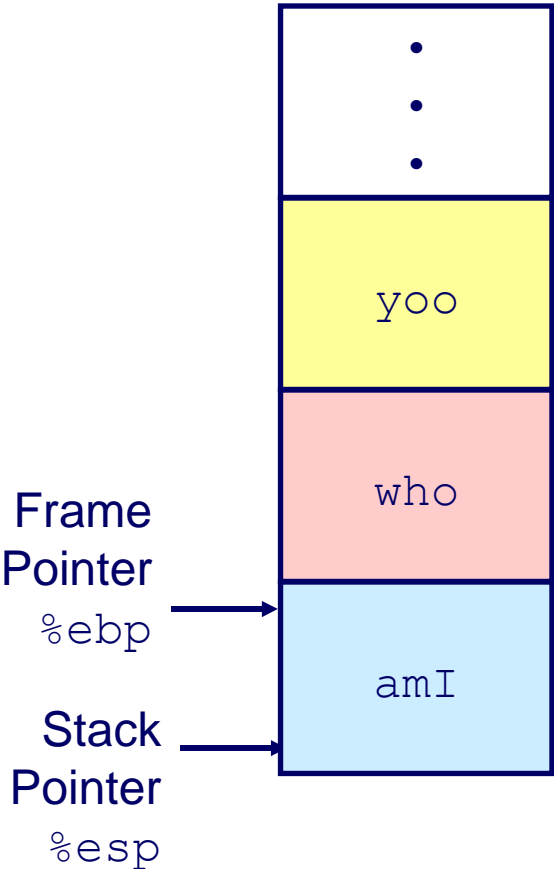 •
•
•
yoo
who
Frame
Pointer
%ebp
amI
Stack
Pointer
%esp